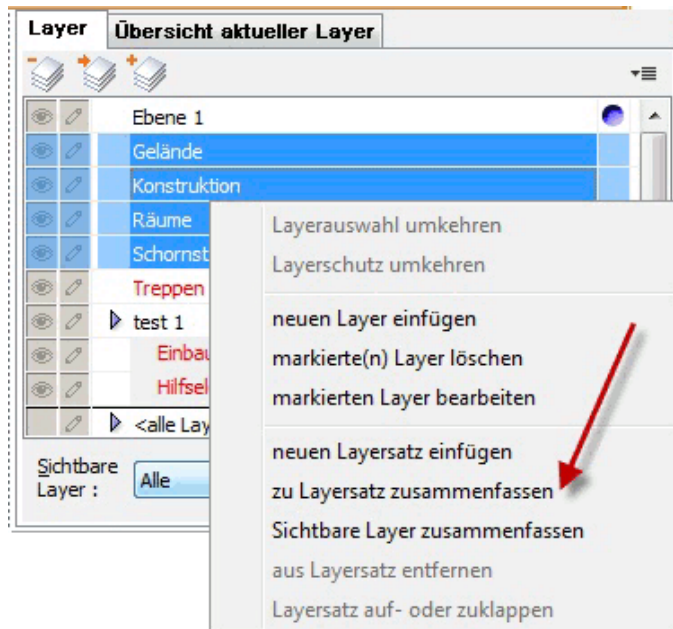 Layer Übersicht aktueller Layer
Ebene 1
Gelände
Konstruktion
Räume
Schornst
Treppen
test 1
Einbau
Hilfsel
<alle Lay
Sichtbare
Layer :
Alle
Layerauswahl umkehren
Layerschutz umkehren
neuen Layer einfügen
markierte(n) Layer löschen
markierten Layer bearbeiten
neuen Layersatz einfügen
zu Layersatz zusammenfassen
Sichtbare Layer zusammenfassen
aus Layersatz entfernen
Layersatz auf- oder zuklappen